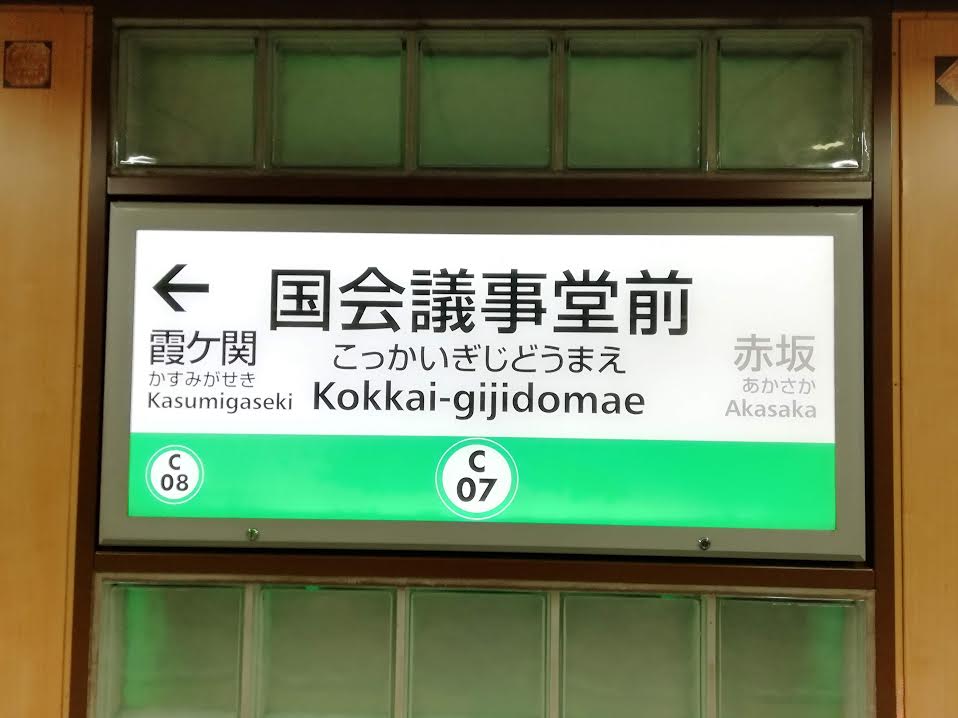 ←
国会議事堂前
こっかいぎじどうまえ
Kokkai-gijidomae
霞ケ関
かすみがせき
Kasumigaseki
赤坂
あかさか
Akasaka
C
08
C
07